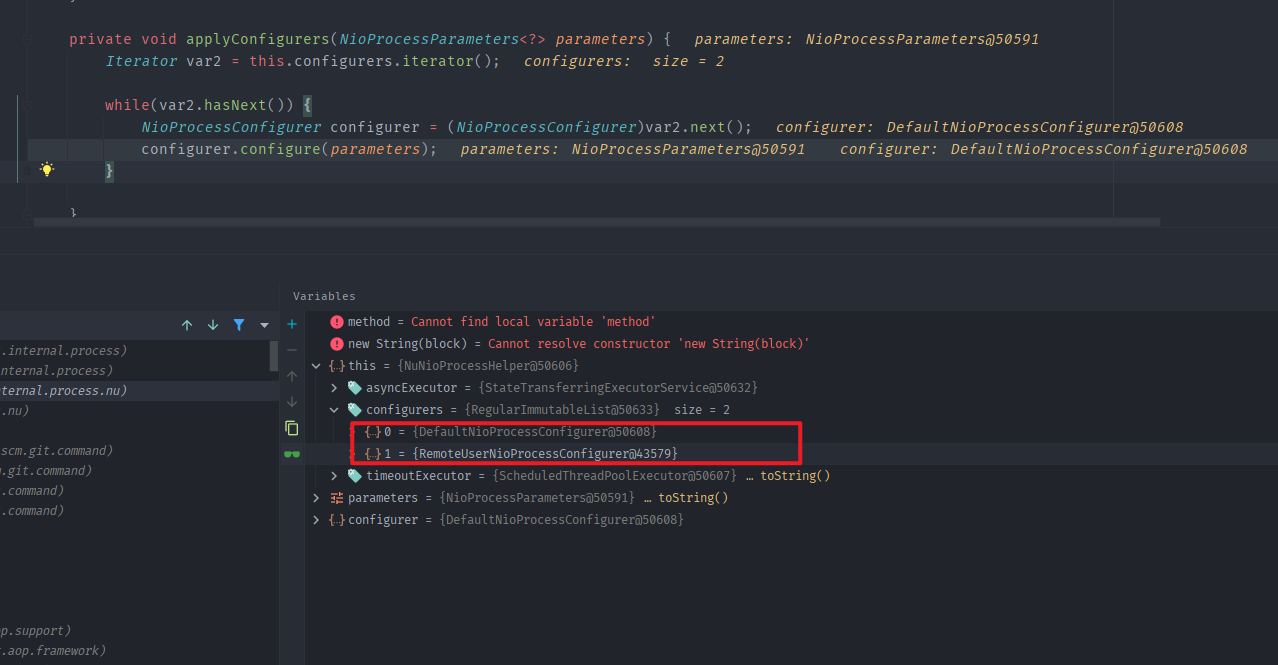 private void applyConfigurers(NioProcessParameters<?> parameters) {   parameters: NioProcessParameters@50591
Iterator var2 = this.configurers.iterator();   configurers:  size = 2
while(var2.hasNext()) {
NioProcessConfigurer configurer = (NioProcessConfigurer)var2.next();   configurer: DefaultNioProcessConfigurer@50608
configurer.configure(parameters);   parameters: NioProcessParameters@50591   configurer: DefaultNioProcessConfigurer@50608
}
}
Variables
method = Cannot find local variable 'method'
new String(block) = Cannot resolve constructor 'new String(block)'
this = {NuNioProcessHelper@50606}
asyncExecutor = {StateTransferringExecutorService@50632}
configurers = {RegularImmutableList@50633}  size = 2
0 = {DefaultNioProcessConfigurer@50608}
1 = {RemoteUserNioProcessConfigurer@43579}
timeoutExecutor = {ScheduledThreadPoolExecutor@50607} … toString()
parameters = {NioProcessParameters@50591} … toString()
configurer = {DefaultNioProcessConfigurer@50608}
.internal.process)
nternal.process)
ternal.process.nu)
s.nu)
scm.git.command)
n.git.command)
.command)
.command)
op.support)
.aop.framework)